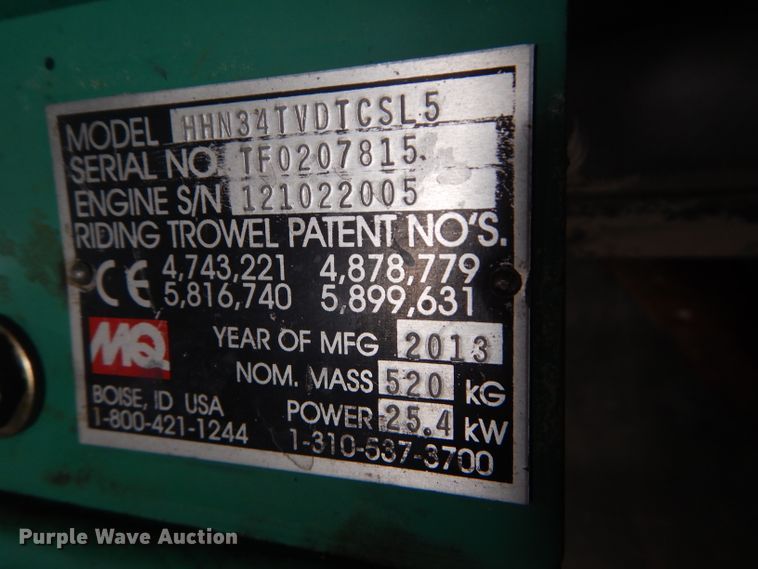 MODEL HHN34TVDTCSL5
SERIAL NO. TF0207815
ENGINE S/N 121022005
RIDING TROWEL PATENT NO'S.
CE 4,743,221 4,878,779
5,816,740 5,899,631
MQ YEAR OF MFG 2013
NOM. MASS 520 kG
BOISE, ID USA POWER 25.4 kW
1-800-421-1244 1-310-537-3700
Purple Wave Auction®